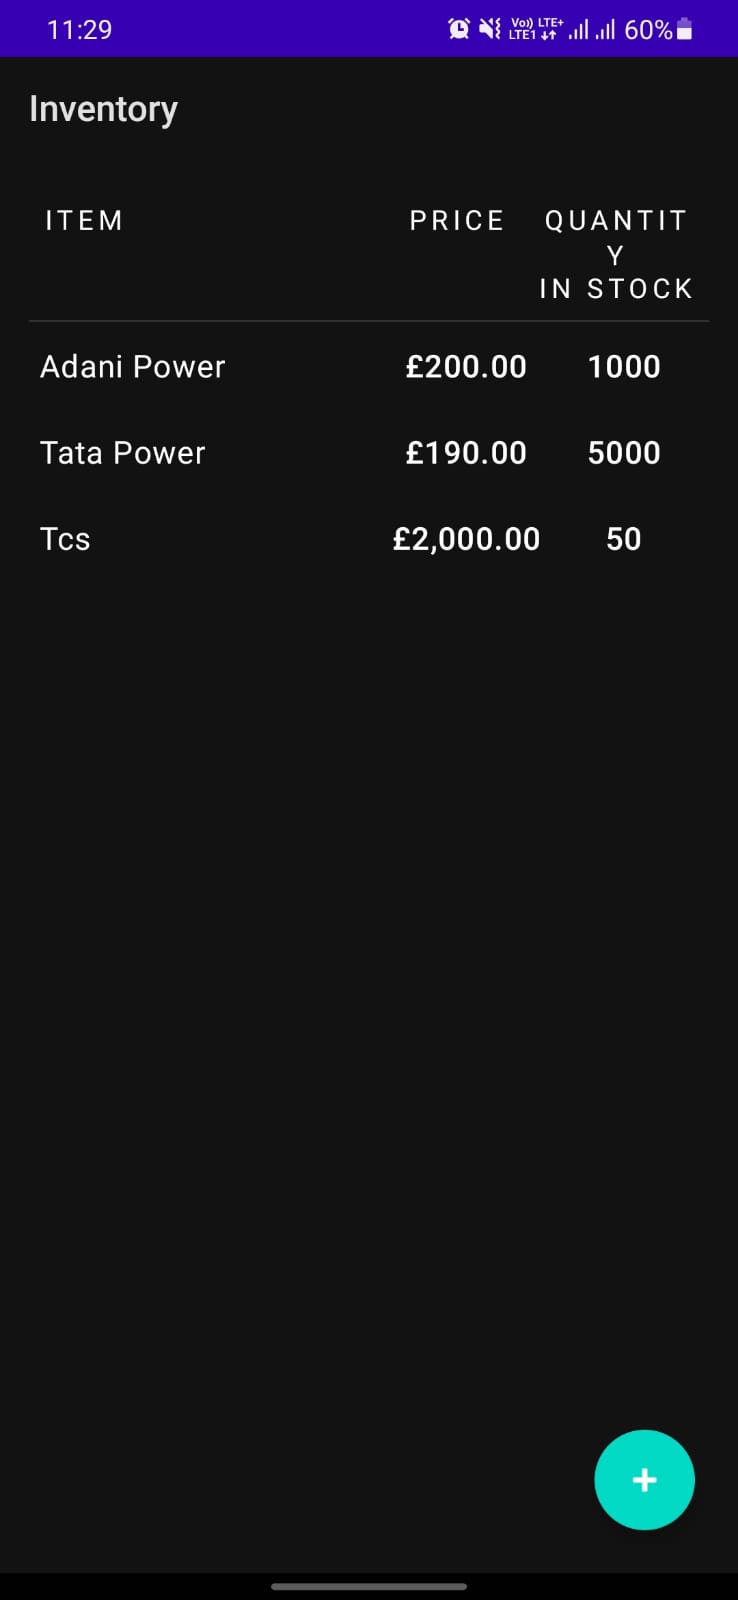 11:29 Vo)) LTE+ LTE1 60%
Inventory
ITEM PRICE QUANTIT
Y
IN STOCK
Adani Power £200.00 1000
Tata Power £190.00 5000
Tcs £2,000.00 50
+